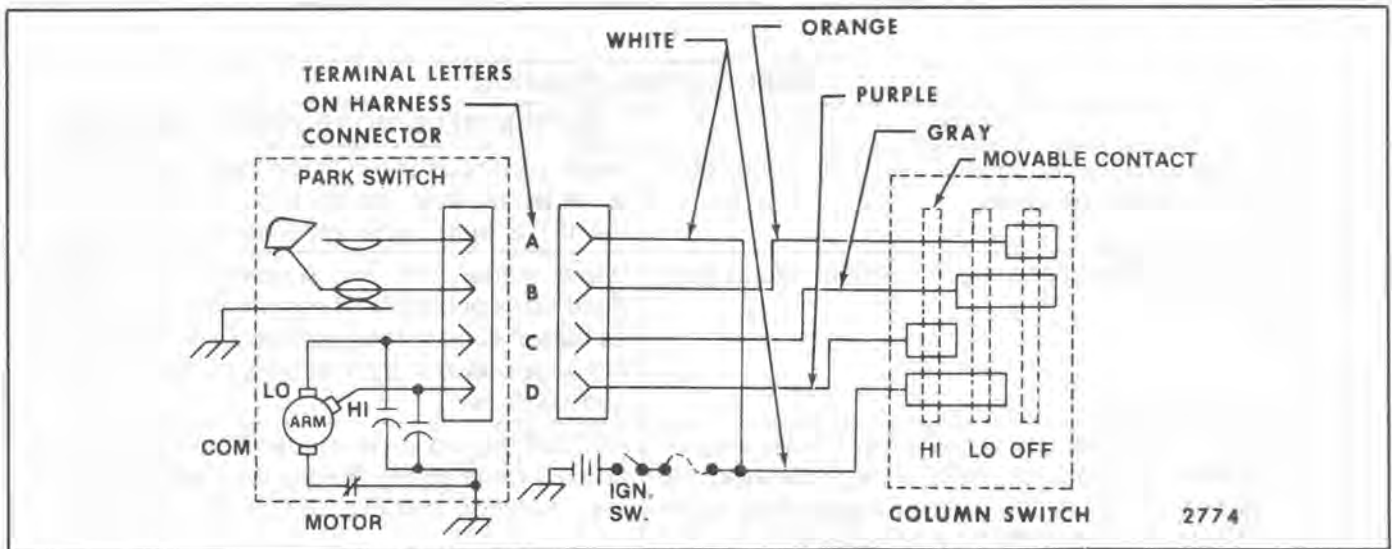 WHITE
ORANGE
TERMINAL LETTERS
ON HARNESS
CONNECTOR
PURPLE
GRAY
MOVABLE CONTACT
PARK SWITCH
A
B
C
D
LO
HI
ARM
COM
MOTOR
IGN.
SW.
HI LO OFF
COLUMN SWITCH
2774